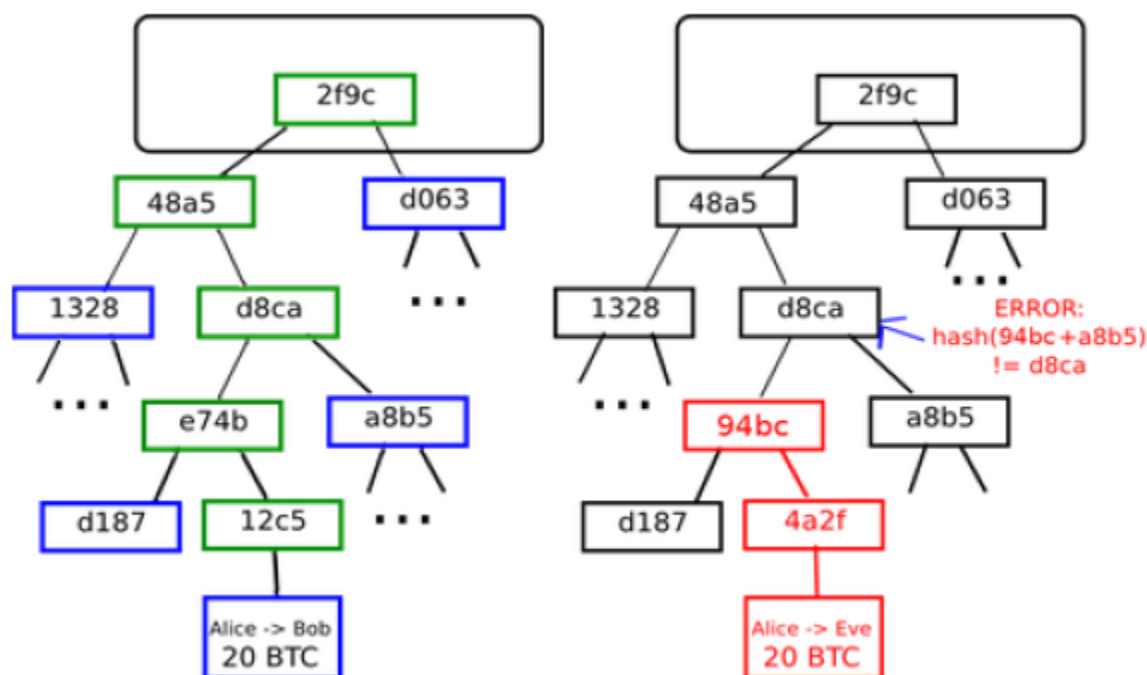 2f9c
48a5
d063
1328
d8ca
...
...
e74b
a8b5
d187
12c5
...
Alice -> Bob
20 BTC
2f9c
48a5
d063
1328
d8ca
...
ERROR:
hash(94bc+a8b5)
!= d8ca
...
94bc
a8b5
d187
4a2f
Alice -> Eve
20 BTC